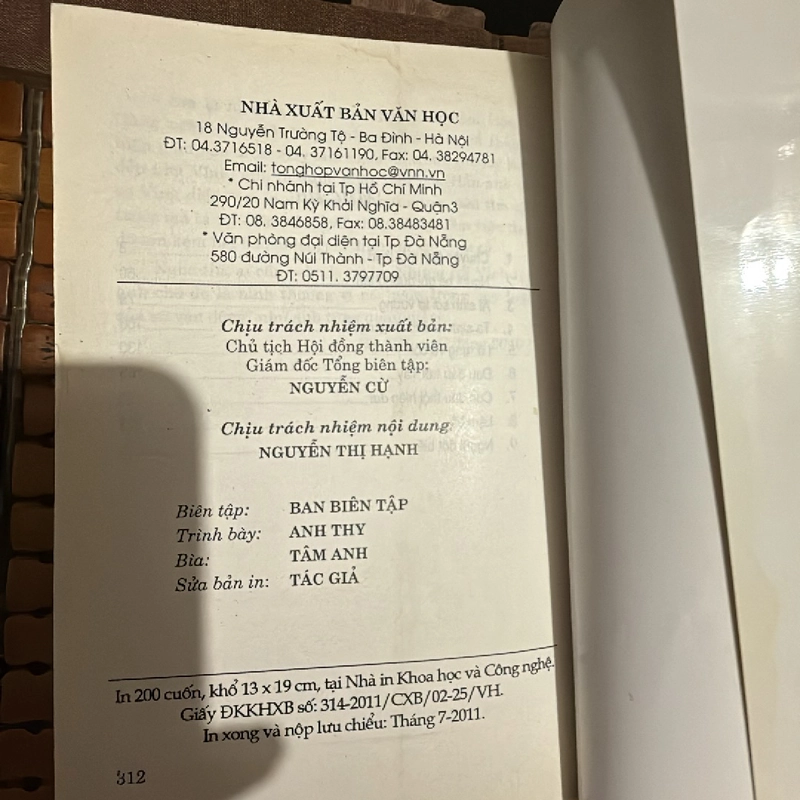 NHÀ XUẤT BẢN VĂN HỌC
18 Nguyễn Trường Tộ - Ba Đình - Hà Nội
ĐT: 04.3716518 - 04. 37161190, Fax: 04. 38294781
Email: tonghopvanhoc@vnn.vn
* Chi nhánh tại Tp Hồ Chí Minh
290/20 Nam Kỳ Khởi Nghĩa - Quận3
ĐT: 08. 3846858, Fax: 08.38483481
* Văn phòng đại diện tại Tp Đà Nẵng
580 đường Núi Thành - Tp Đà Nẵng
ĐT: 0511. 3797709
Chịu trách nhiệm xuất bản:
Chủ tịch Hội đồng thành viên
Giám đốc Tổng biên tập:
NGUYỄN CỪ
Chịu trách nhiệm nội dung:
NGUYỄN THỊ HẠNH
Biên tập: BAN BIÊN TẬP
Trình bày: ANH THY
Bìa: TÂM ANH
Sửa bản in: TÁC GIẢ
In 200 cuốn, khổ 13 x 19 cm, tại Nhà in Khoa học và Công nghệ.
Giấy ĐKKHXB số: 314-2011/CXB/02-25/VH.
In xong và nộp lưu chiểu: Tháng 7-2011.
312